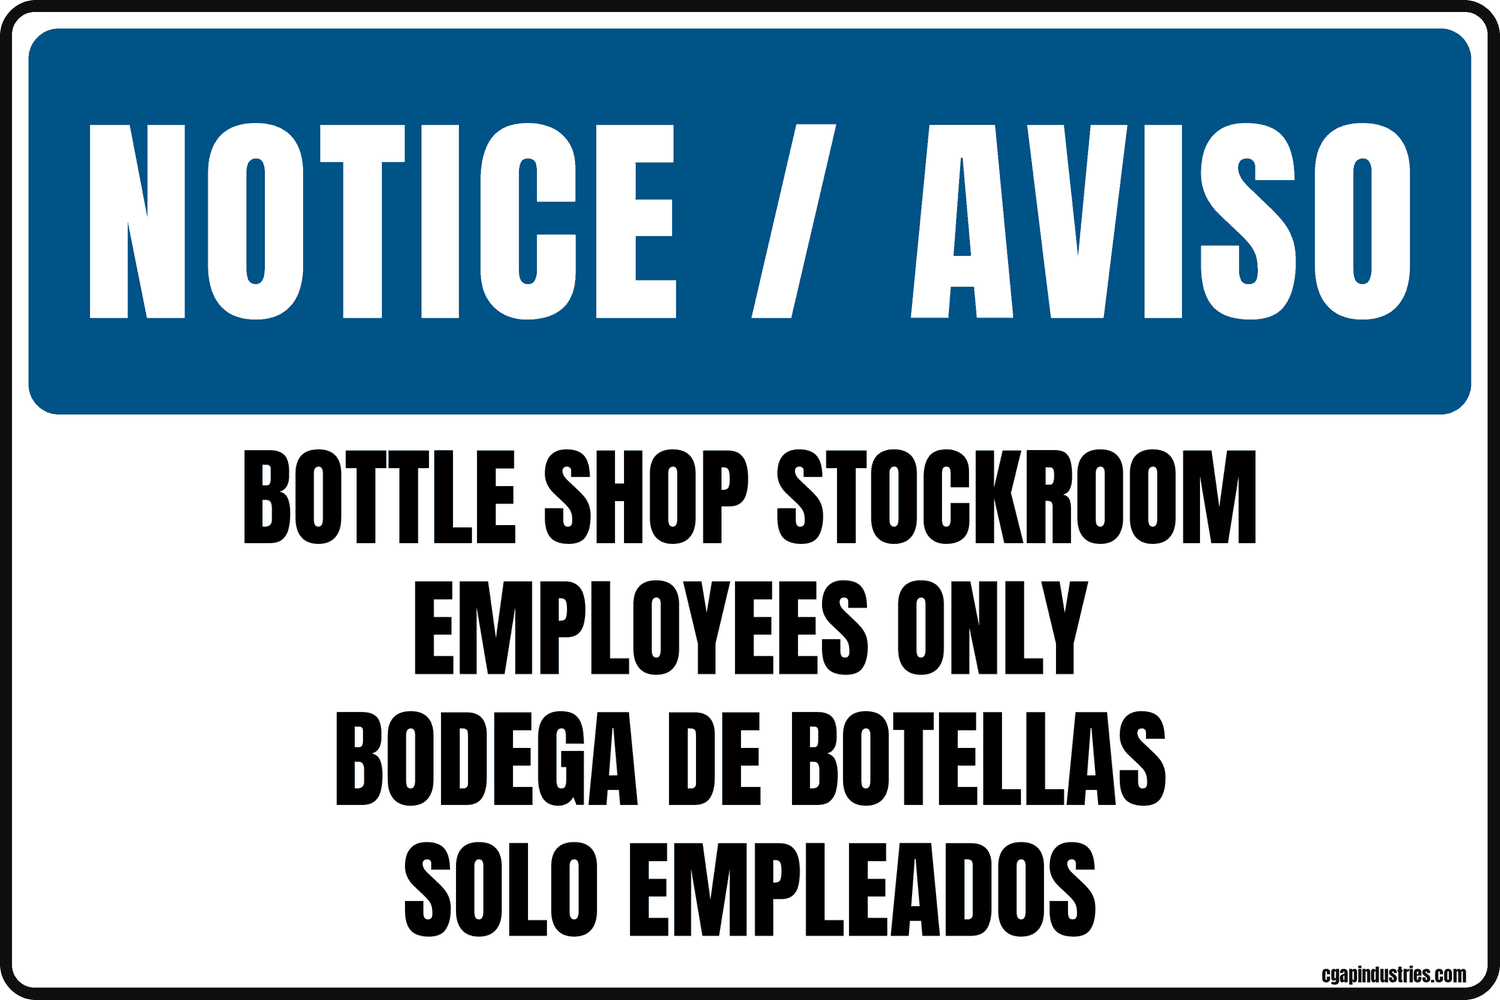 NOTICE / AVISO
BOTTLE SHOP STOCKROOM
EMPLOYEES ONLY
BODEGA DE BOTELLAS
SOLO EMPLEADOS
cgapindustries.com